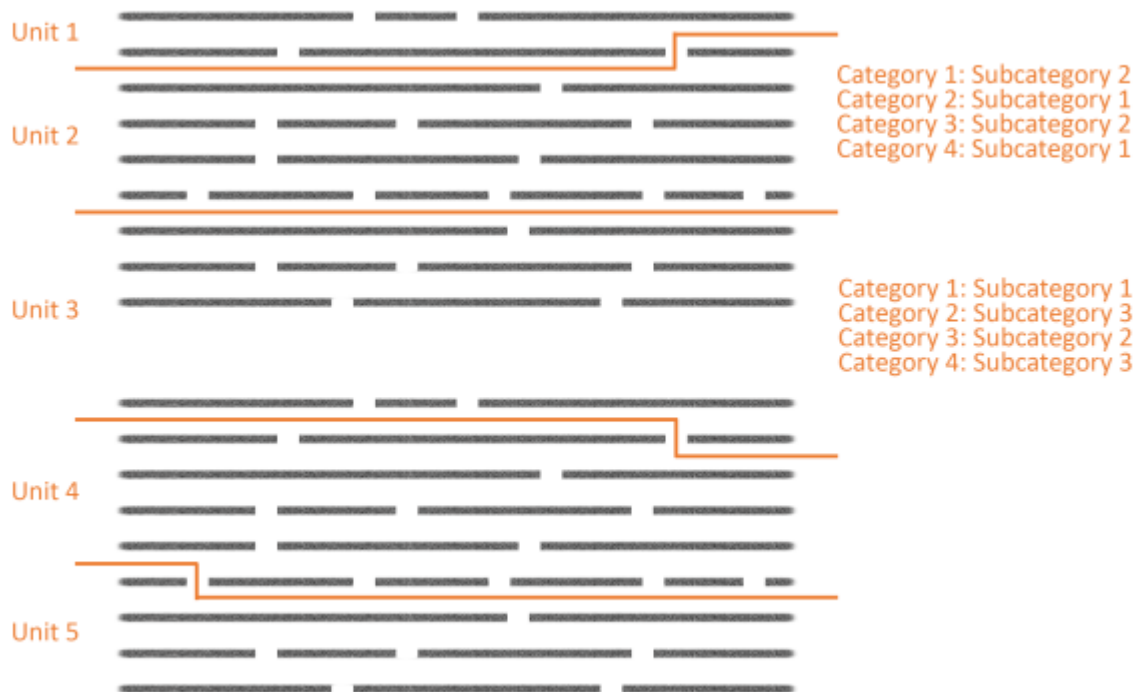 Unit 1
Category 1: Subcategory 2
Category 2: Subcategory 1
Unit 2
Category 3: Subcategory 2
Category 4: Subcategory 1
Category 1: Subcategory 1
Unit 3
Category 2: Subcategory 3
Category 3: Subcategory 2
Category 4: Subcategory 3
Unit 4
Unit 5